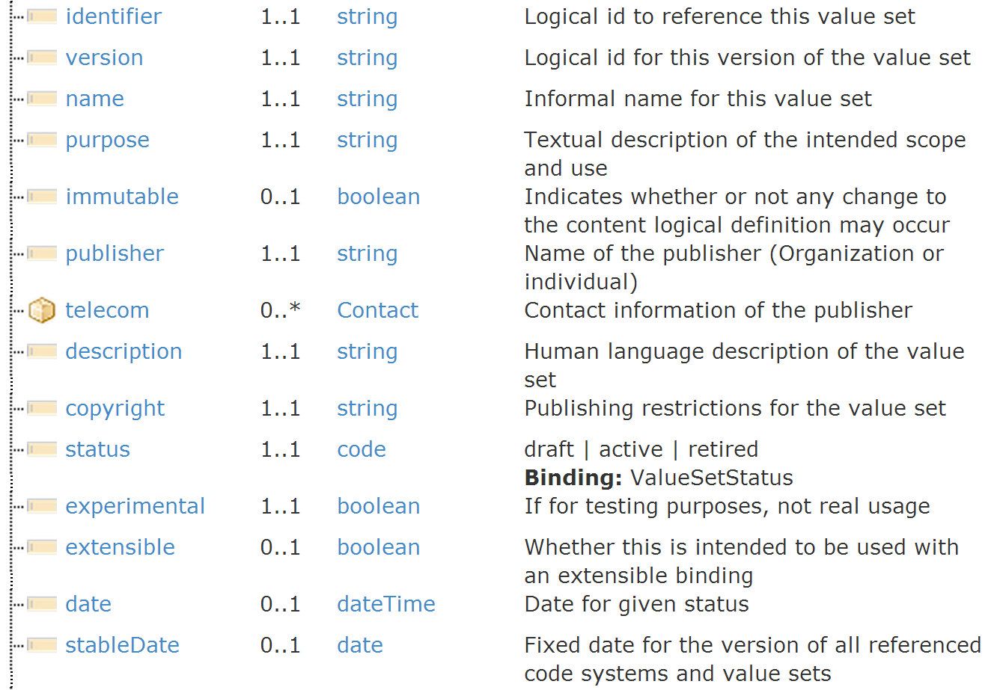 identifier 1..1 string Logical id to reference this value set
version 1..1 string Logical id for this version of the value set
name 1..1 string Informal name for this value set
purpose 1..1 string Textual description of the intended scope
and use
immutable 0..1 boolean Indicates whether or not any change to
the content logical definition may occur
publisher 1..1 string Name of the publisher (Organization or
individual)
telecom 0..* Contact Contact information of the publisher
description 1..1 string Human language description of the value
set
copyright 1..1 string Publishing restrictions for the value set
status 1..1 code draft | active | retired
Binding: ValueSetStatus
experimental 1..1 boolean If for testing purposes, not real usage
extensible 0..1 boolean Whether this is intended to be used with
an extensible binding
date 0..1 dateTime Date for given status
stableDate 0..1 date Fixed date for the version of all referenced
code systems and value sets